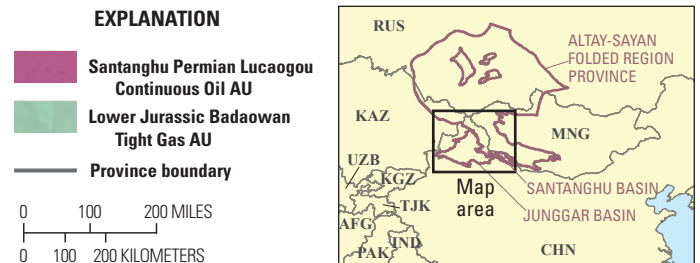 EXPLANATION
Santanghu Permian Lucaogou
Continuous Oil AU
Lower Jurassic Badaowan
Tight Gas AU
Province boundary
0 100 200 MILES
0 100 200 KILOMETERS
RUS
ALTAY-SAYAN
FOLDED REGION
PROVINCE
KAZ
MNG
UZB
KGZ
Map
area
SANTANGHU BASIN
TJK
JUNGGAR BASIN
AFG
IND
PAK
CHN